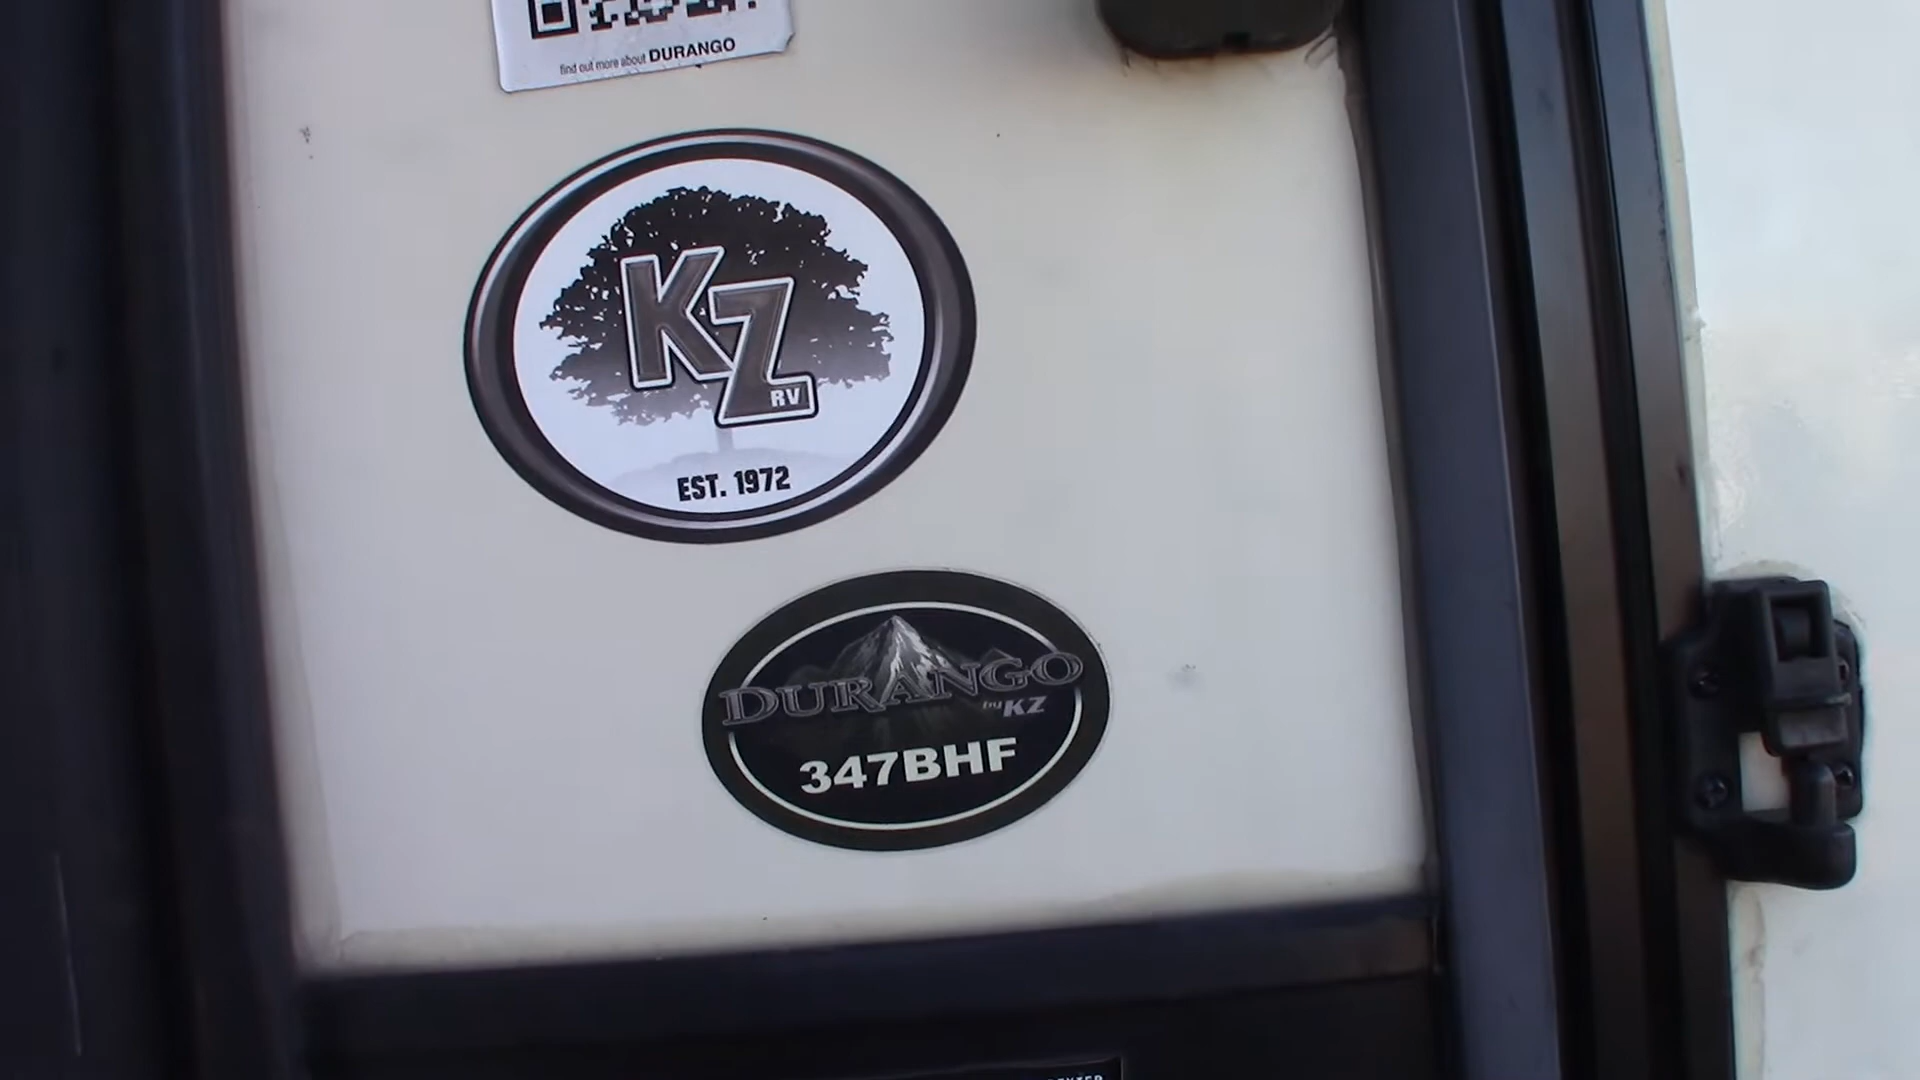 find out more about DURANGO
KZ
RV
EST. 1972
DURANGO
by KZ
347BHF